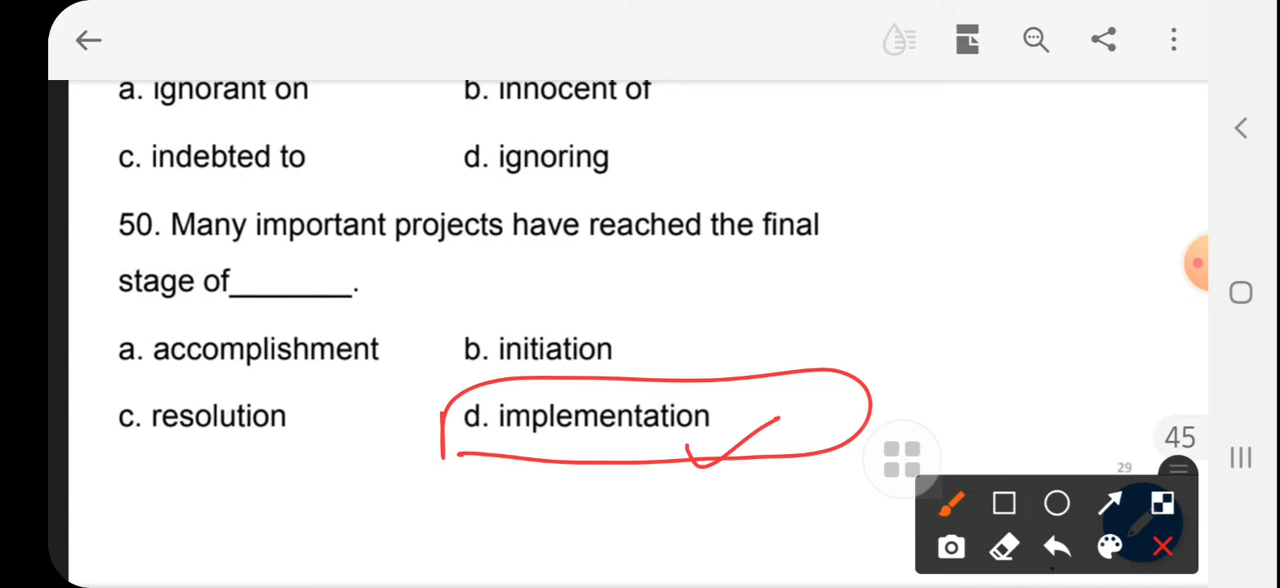 a. ignorant on b. innocent of
c. indebted to d. ignoring
50. Many important projects have reached the final
stage of_______.
a. accomplishment b. initiation
c. resolution d. implementation
45
29